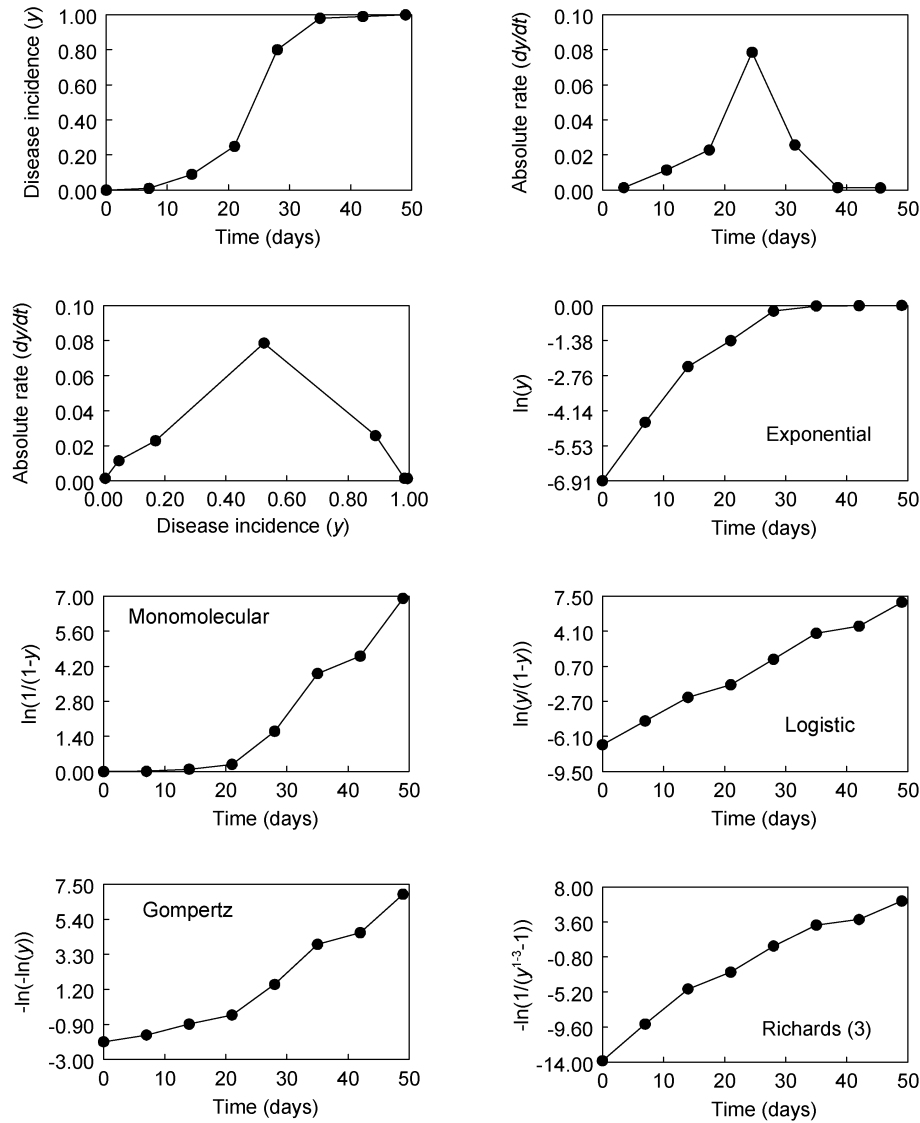 Disease incidence (y)
1.00
0.80
0.60
0.40
0.20
0.00
0 10 20 30 40 50
Time (days)
Absolute rate (dy/dt)
0.10
0.08
0.06
0.04
0.02
0.00
0 10 20 30 40 50
Time (days)
Absolute rate (dy/dt)
0.10
0.08
0.06
0.04
0.02
0.00
0.00 0.20 0.40 0.60 0.80 1.00
Disease incidence (y)
ln(y)
0.00
-1.38
-2.76
-4.14
-5.53
-6.91
Exponential
0 10 20 30 40 50
Time (days)
ln(1/(1-y)
7.00
5.60
4.20
2.80
1.40
0.00
Monomolecular
0 10 20 30 40 50
Time (days)
ln(y/(1-y))
7.50
4.10
0.70
-2.70
-6.10
-9.50
Logistic
0 10 20 30 40 50
Time (days)
-ln(-ln(y))
7.50
5.40
3.30
1.20
-0.90
-3.00
Gompertz
0 10 20 30 40 50
Time (days)
-ln(1/(y¹⁻³-1))
8.00
3.60
-0.80
-5.20
-9.60
-14.00
Richards (3)
0 10 20 30 40 50
Time (days)